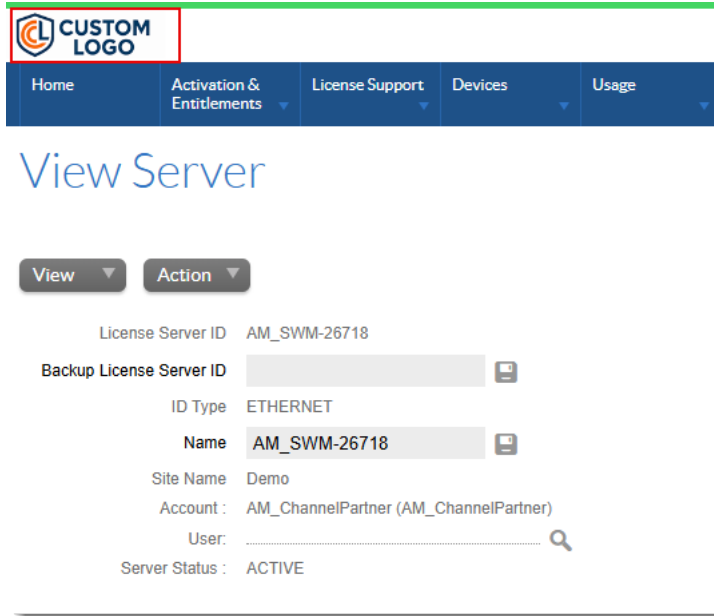 CL CUSTOM
LOGO
Home
Activation &
Entitlements
License Support
Devices
Usage
View Server
View
Action
License Server ID AM_SWM-26718
Backup License Server ID
ID Type ETHERNET
Name AM_SWM-26718
Site Name Demo
Account : AM_ChannelPartner (AM_ChannelPartner)
User:
Server Status : ACTIVE